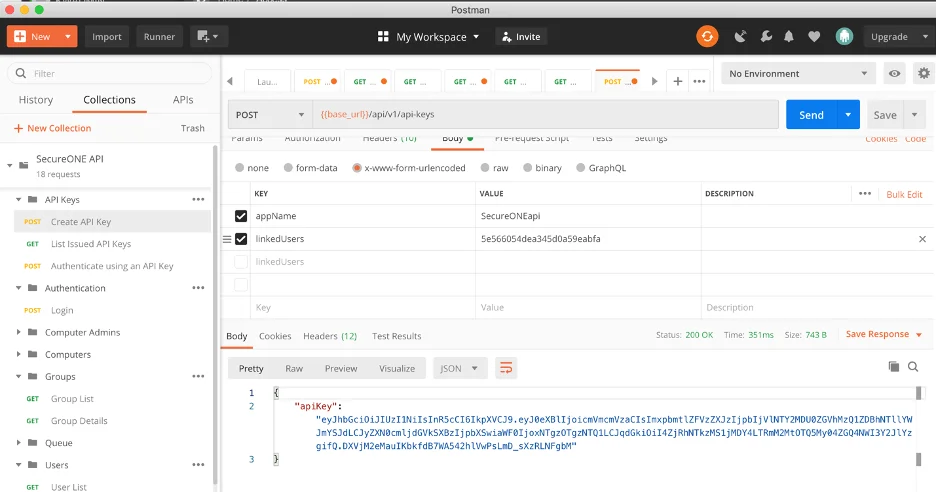 Postman
New
Import
Runner
My Workspace
Invite
Upgrade
Filter
History
Collections
APIs
New Collection
Trash
SecureONE API
18 requests
API Keys
POST Create API Key
GET List Issued API Keys
POST Authenticate using an API Key
Authentication
POST Login
Computer Admins
Computers
Groups
GET Group List
GET Group Details
Queue
Users
GET User List
Lau...
POST ...
GET ...
GET ...
GET ...
GET ...
GET ...
POST ...
No Environment
POST
{{base_url}}/api/v1/api-keys
Send
Save
Params
Authorization
Headers (10)
Body
Pre-request Script
Tests
Settings
Cookies
Code
none
form-data
x-www-form-urlencoded
raw
binary
GraphQL
KEY VALUE DESCRIPTION
Bulk Edit
appName SecureONEapi
linkedUsers 5e566054dea345d0a59eabfa
linkedUsers
Key Value Description
Body
Cookies
Headers (12)
Test Results
Status: 200 OK
Time: 351ms
Size: 743 B
Save Response
Pretty
Raw
Preview
Visualize
JSON
1 {
2 "apiKey":
3 }